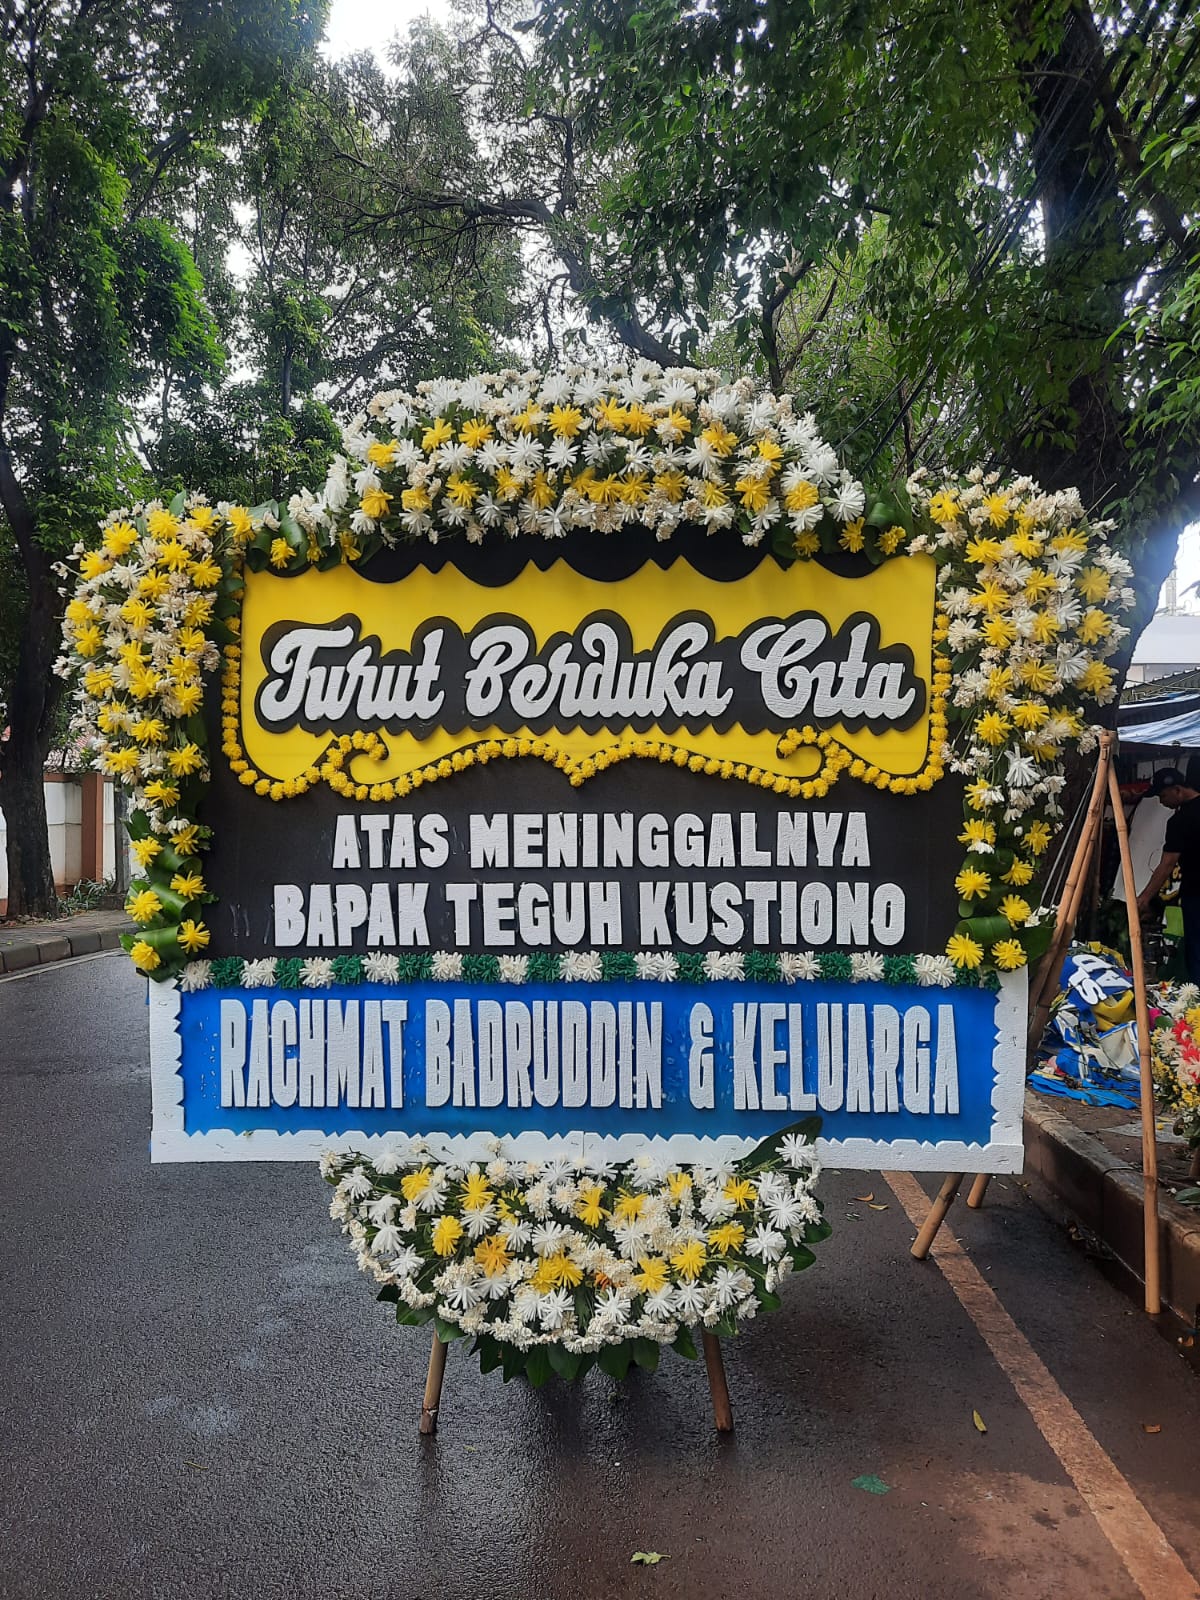 Turut Berduka Cita
ATAS MENINGGALNYA
BAPAK TEGUH KUSTIONO
RACHMAT BADRUDDIN & KELUARGA